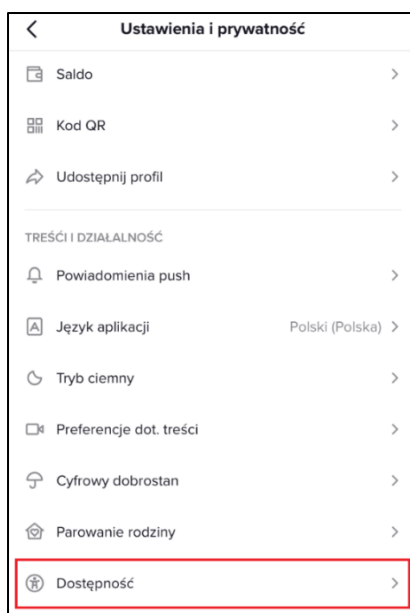 Ustawienia i prywatność
Saldo
Kod QR
Udostępnij profil
TREŚCI I DZIAŁALNOŚĆ
Powiadomienia push
Język aplikacji Polski (Polska)
Tryb ciemny
Preferencje dot. treści
Cyfrowy dobrostan
Parowanie rodziny
Dostępność